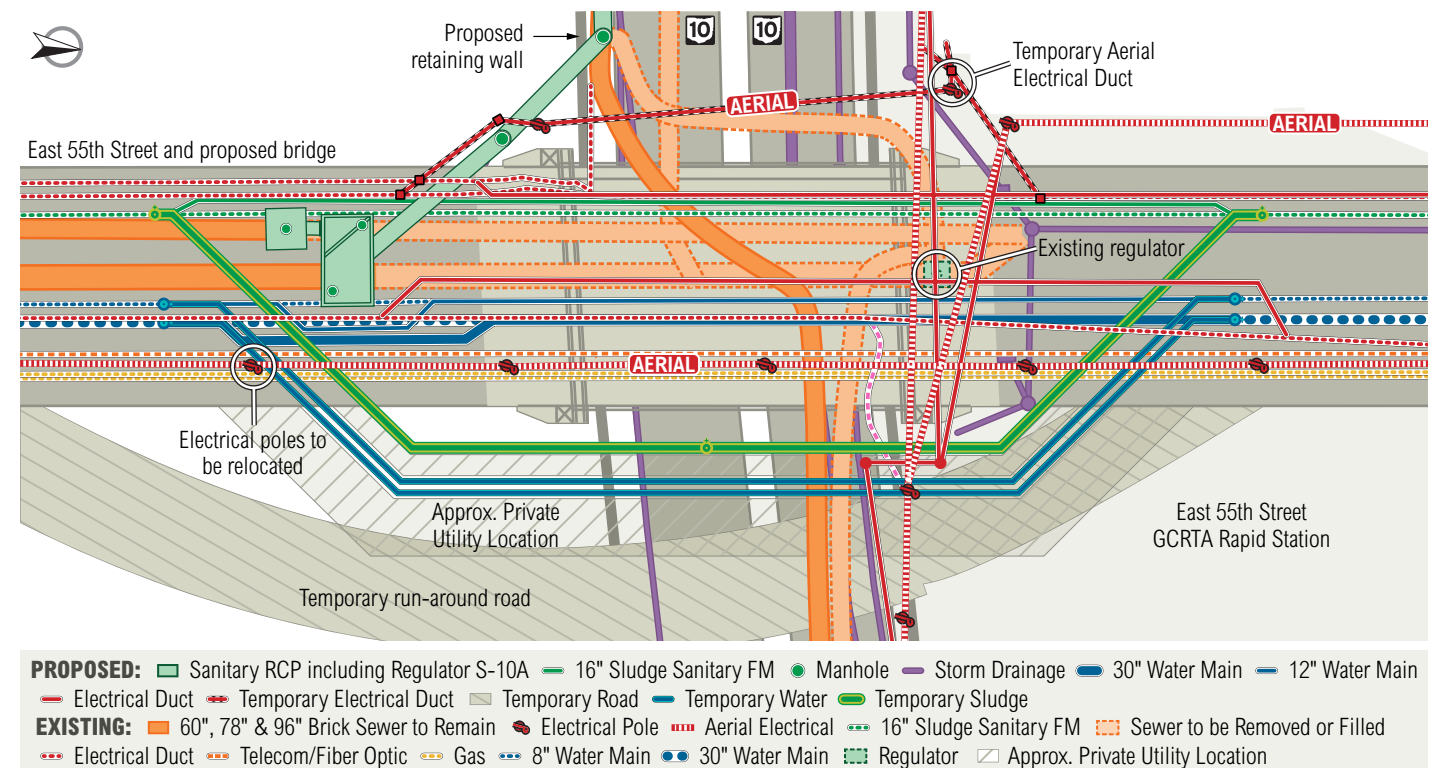 Proposed
retaining wall
10
10
Temporary Aerial
Electrical Duct
AERIAL
AERIAL
East 55th Street and proposed bridge
Existing regulator
AERIAL
Electrical poles to
be relocated
Approx. Private
Utility Location
East 55th Street
GCRTA Rapid Station
Temporary run-around road
PROPOSED: Sanitary RCP including Regulator S-10A 16" Sludge Sanitary FM Manhole Storm Drainage 30" Water Main 12" Water Main
Electrical Duct Temporary Electrical Duct Temporary Road Temporary Water Temporary Sludge
EXISTING: 60", 78" & 96" Brick Sewer to Remain Electrical Pole Aerial Electrical 16" Sludge Sanitary FM Sewer to be Removed or Filled
Electrical Duct Telecom/Fiber Optic Gas 8" Water Main 30" Water Main Regulator Approx. Private Utility Location